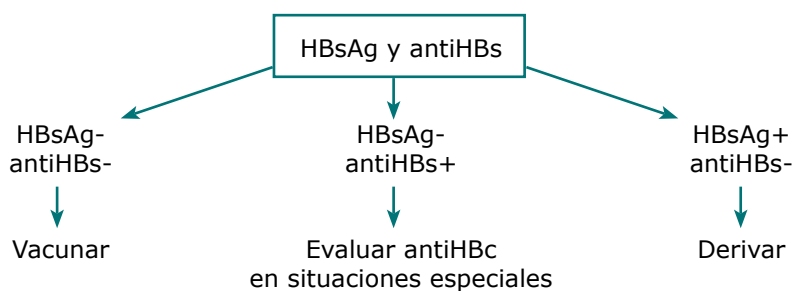 HBsAg y antiHBs
HBsAg-
antiHBs-
HBsAg-
antiHBs+
HBsAg+
antiHBs-
Vacunar
Evaluar antiHBc
en situaciones especiales
Derivar